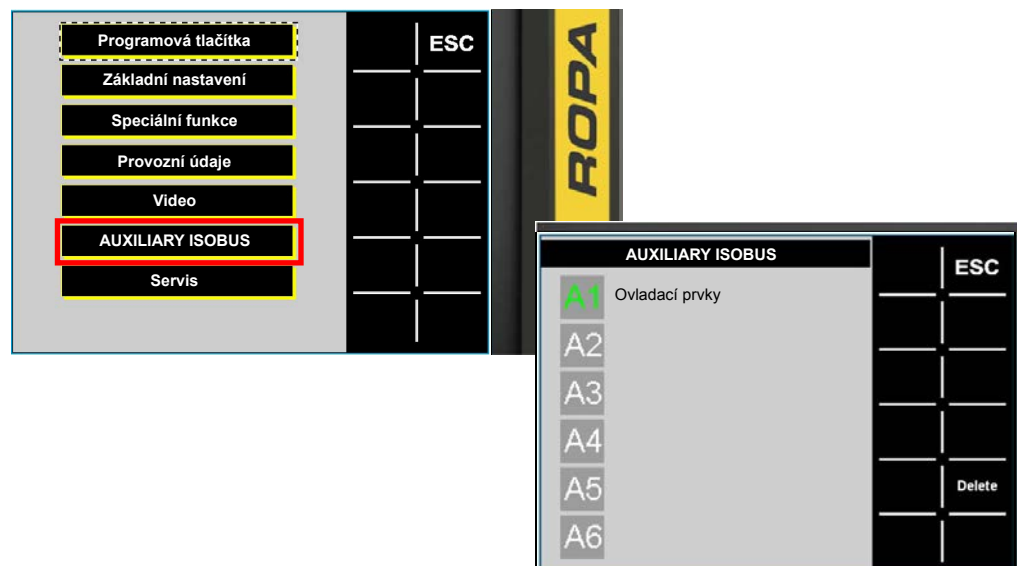 Programová tlačítka
ESC
Základní nastavení
Speciální funkce
Provozní údaje
Video
AUXILIARY ISOBUS
Servis
ROPA
AUXILIARY ISOBUS
ESC
A1 Ovladací prvky
A2
A3
A4
A5
Delete
A6